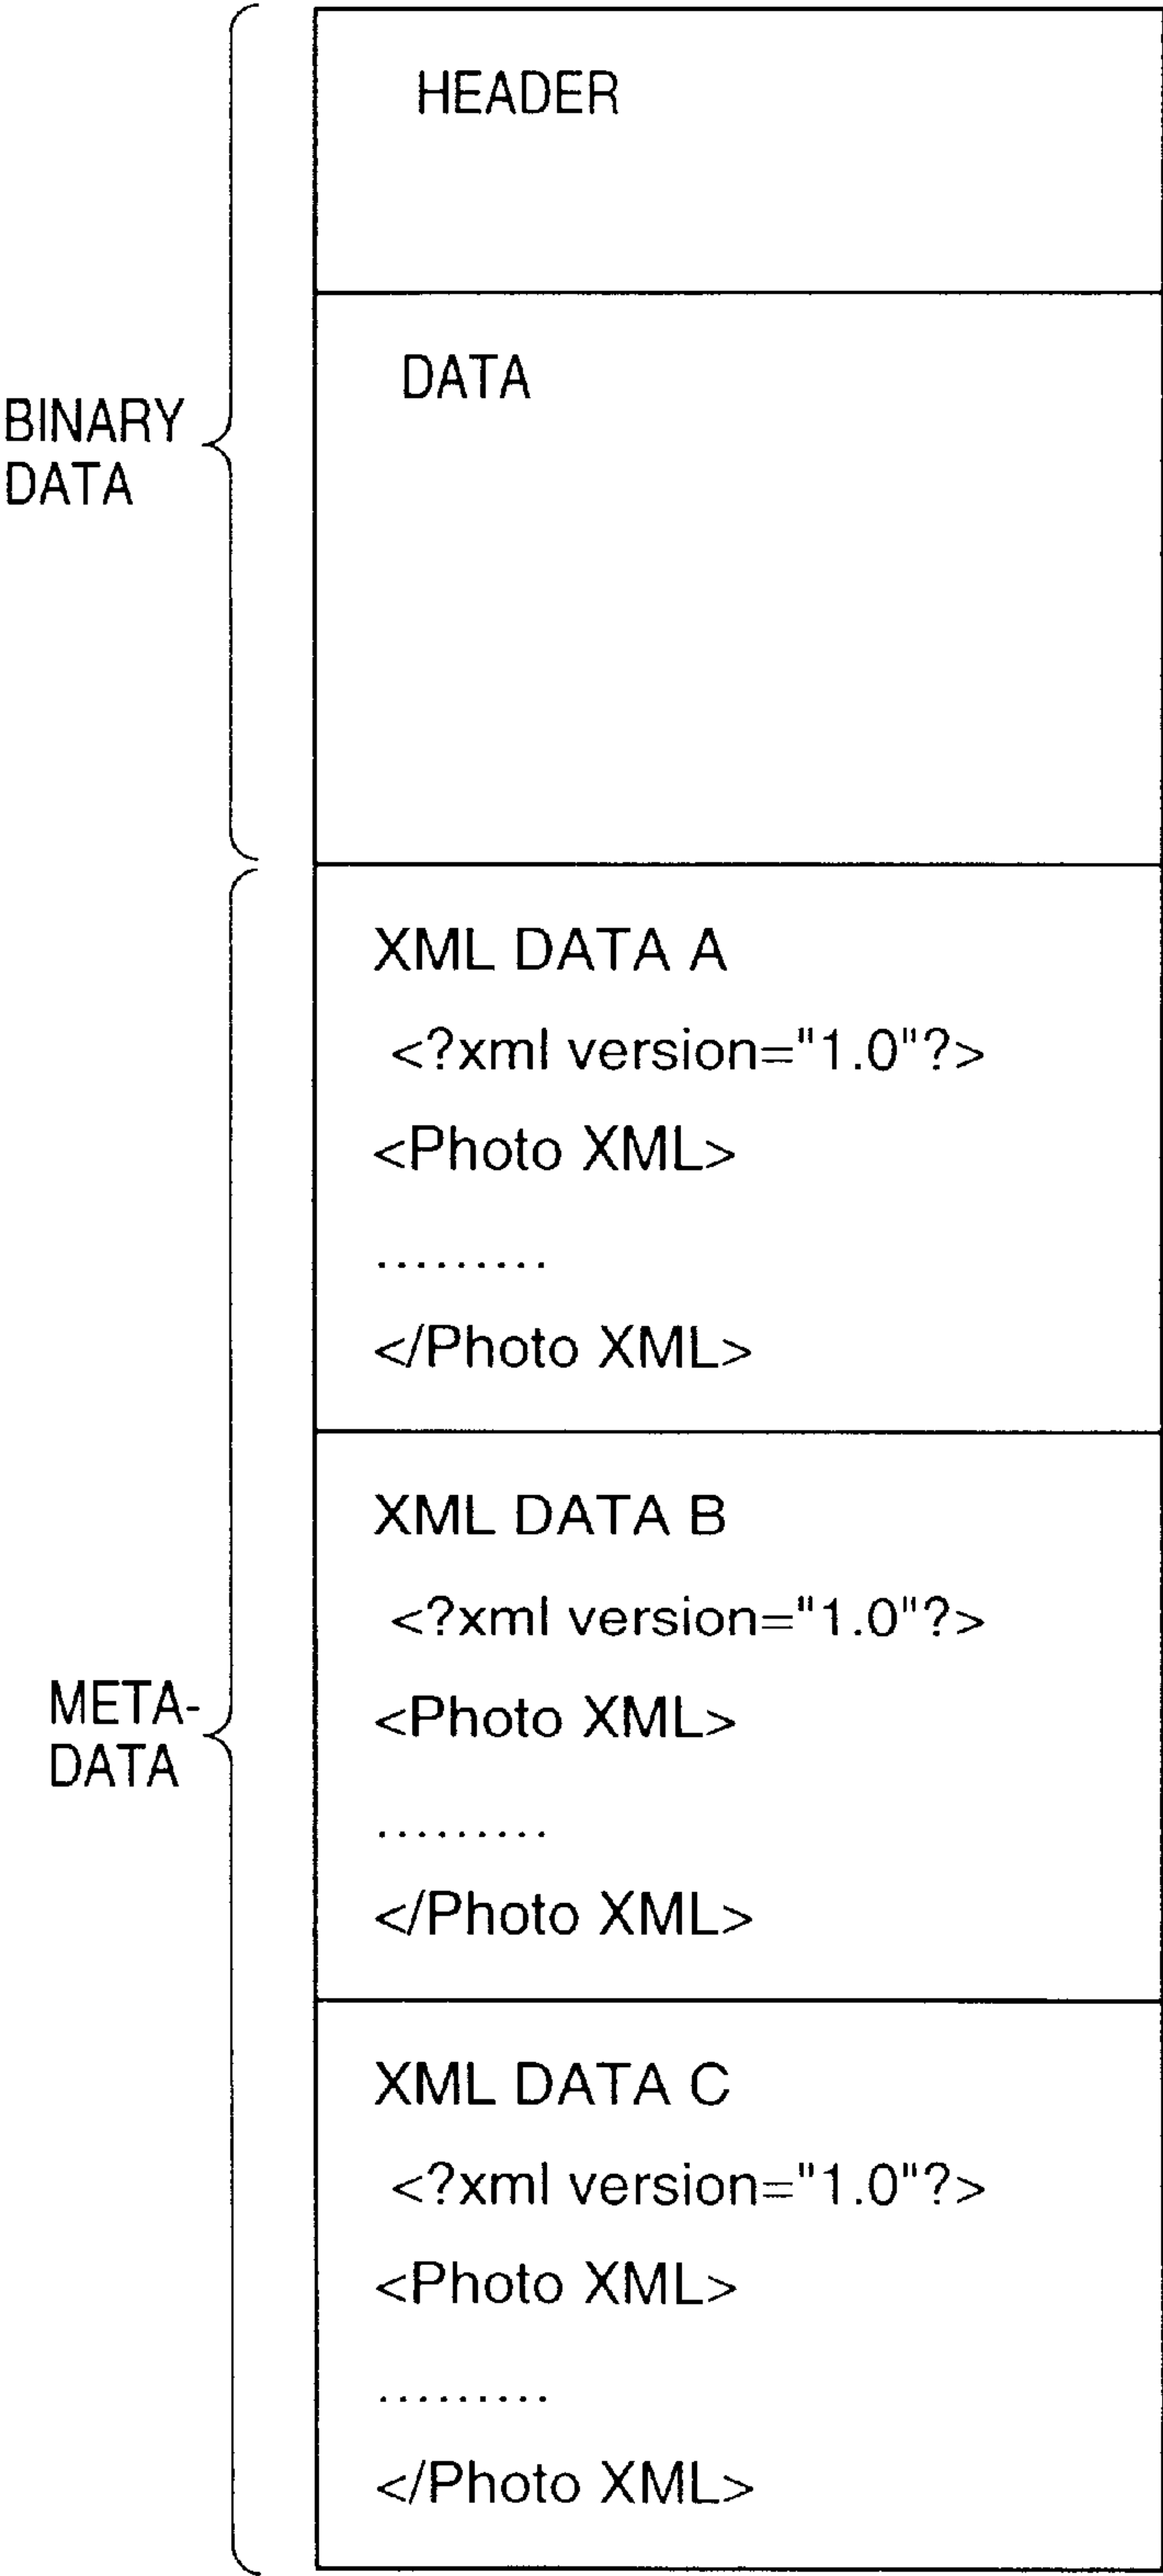 HEADER
DATA
BINARY
DATA
XML DATA A
<?xml version="1.0"?>
<Photo XML>
.........
</Photo XML>
XML DATA B
<?xml version="1.0"?>
<Photo XML>
.........
</Photo XML>
META-
DATA
XML DATA C
<?xml version="1.0"?>
<Photo XML>
.........
</Photo XML>